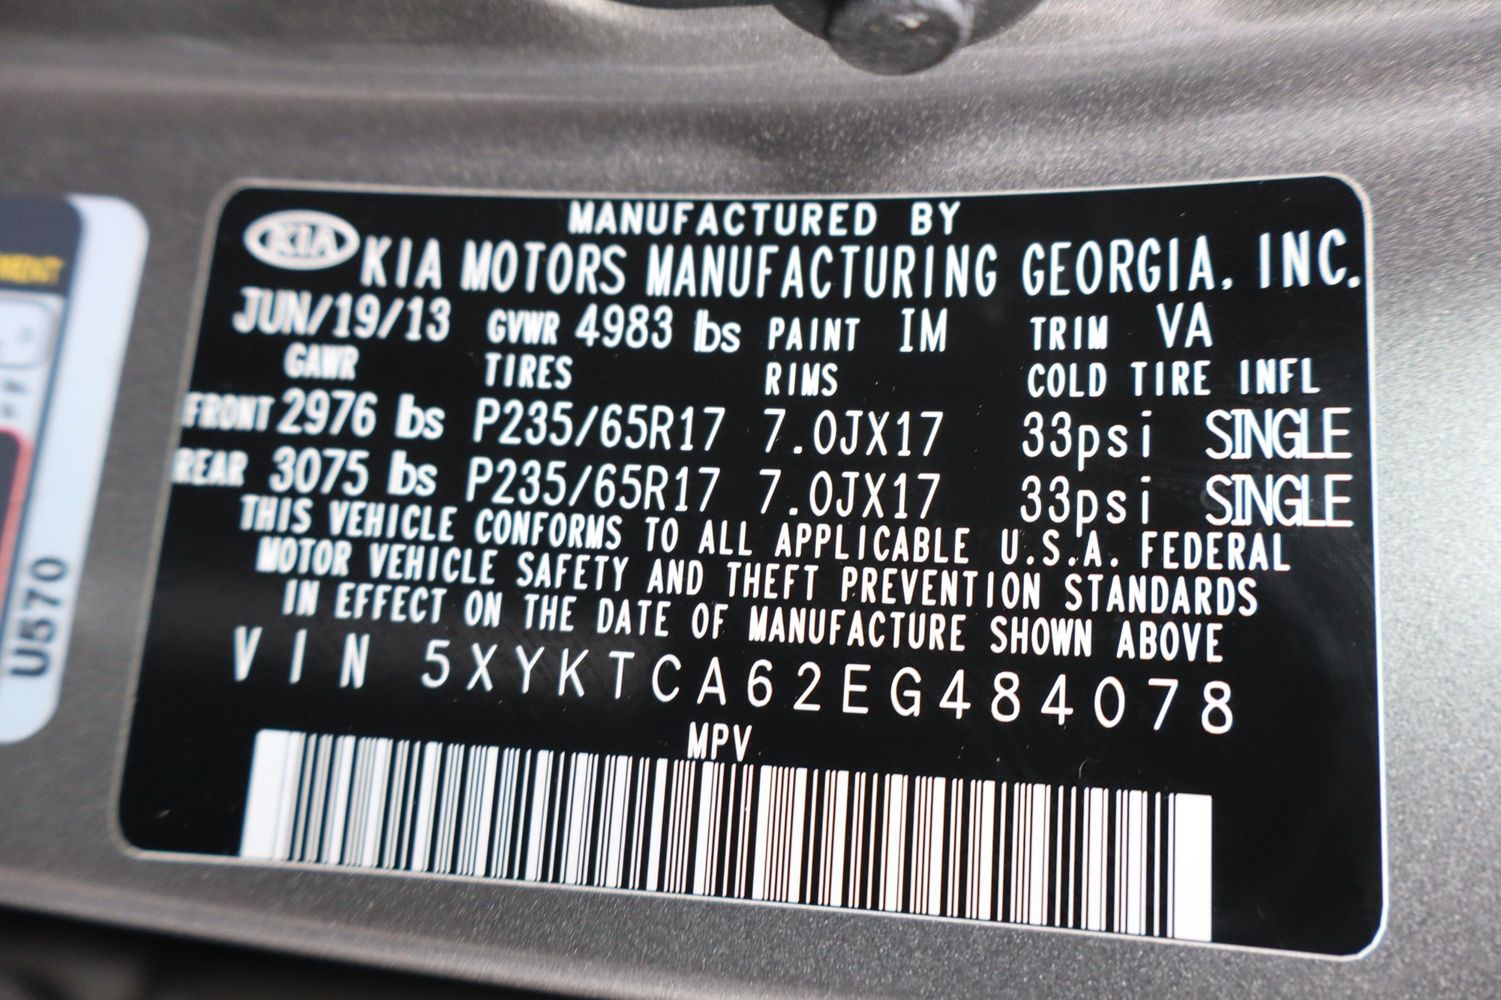 MANUFACTURED BY
KIA KIA MOTORS MANUFACTURING GEORGIA, INC.
JUN/19/13 GVWR 4983 lbs PAINT IM TRIM VA
GAWR TIRES RIMS COLD TIRE INFL
FRONT 2976 lbs P235/65R17 7.0JX17 33psi SINGLE
REAR 3075 lbs P235/65R17 7.0JX17 33psi SINGLE
THIS VEHICLE CONFORMS TO ALL APPLICABLE U.S.A. FEDERAL
MOTOR VEHICLE SAFETY AND THEFT PREVENTION STANDARDS
IN EFFECT ON THE DATE OF MANUFACTURE SHOWN ABOVE
VIN 5XYKTCA62EG484078
MPV
U570